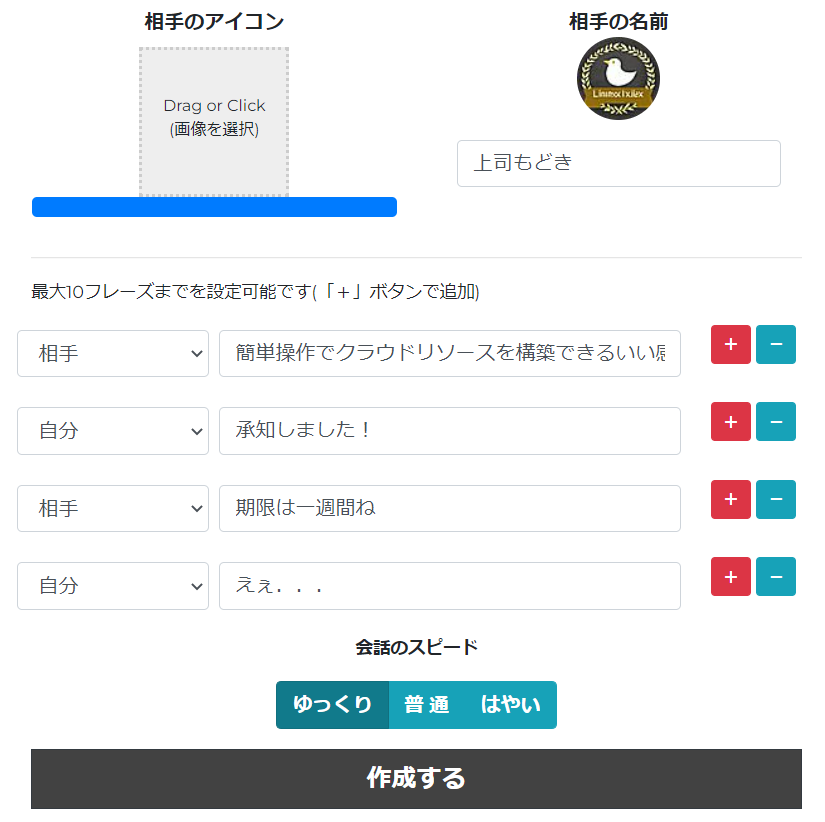 相手のアイコン
相手の名前
Drag or Click
(画像を選択)
上司もどき
最大10フレーズまでを設定可能です(「＋」ボタンで追加)
相手
簡単操作でクラウドリソースを構築できるいい感
+ −
自分
承知しました！
+ −
相手
期限は一週間ね
+ −
自分
えぇ．．．
+ −
会話のスピード
ゆっくり 普 通 はやい
作成する